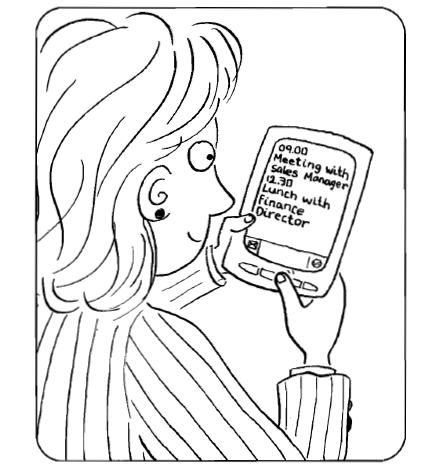 09.00
Meeting with
Sales Manager
12.30
Lunch with
Finance
Director